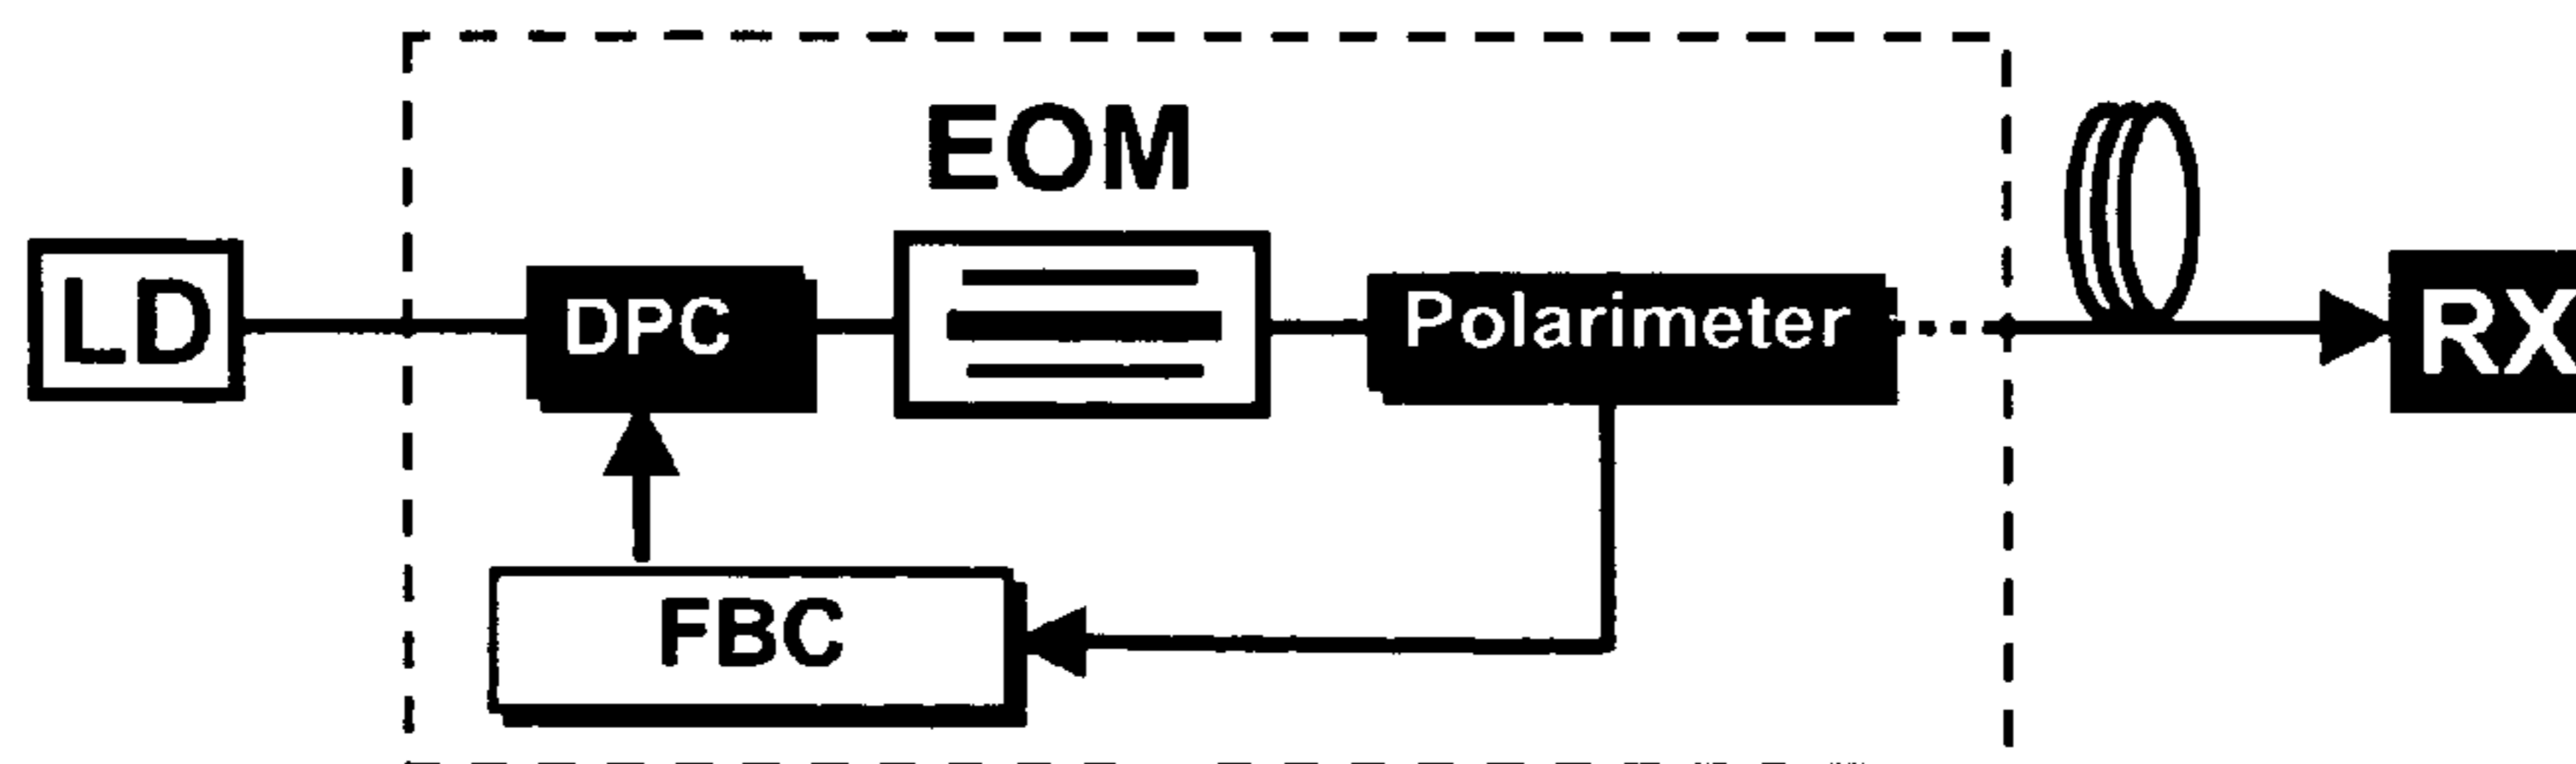 EOM
LD
DPC
Polarimeter
RX
FBC